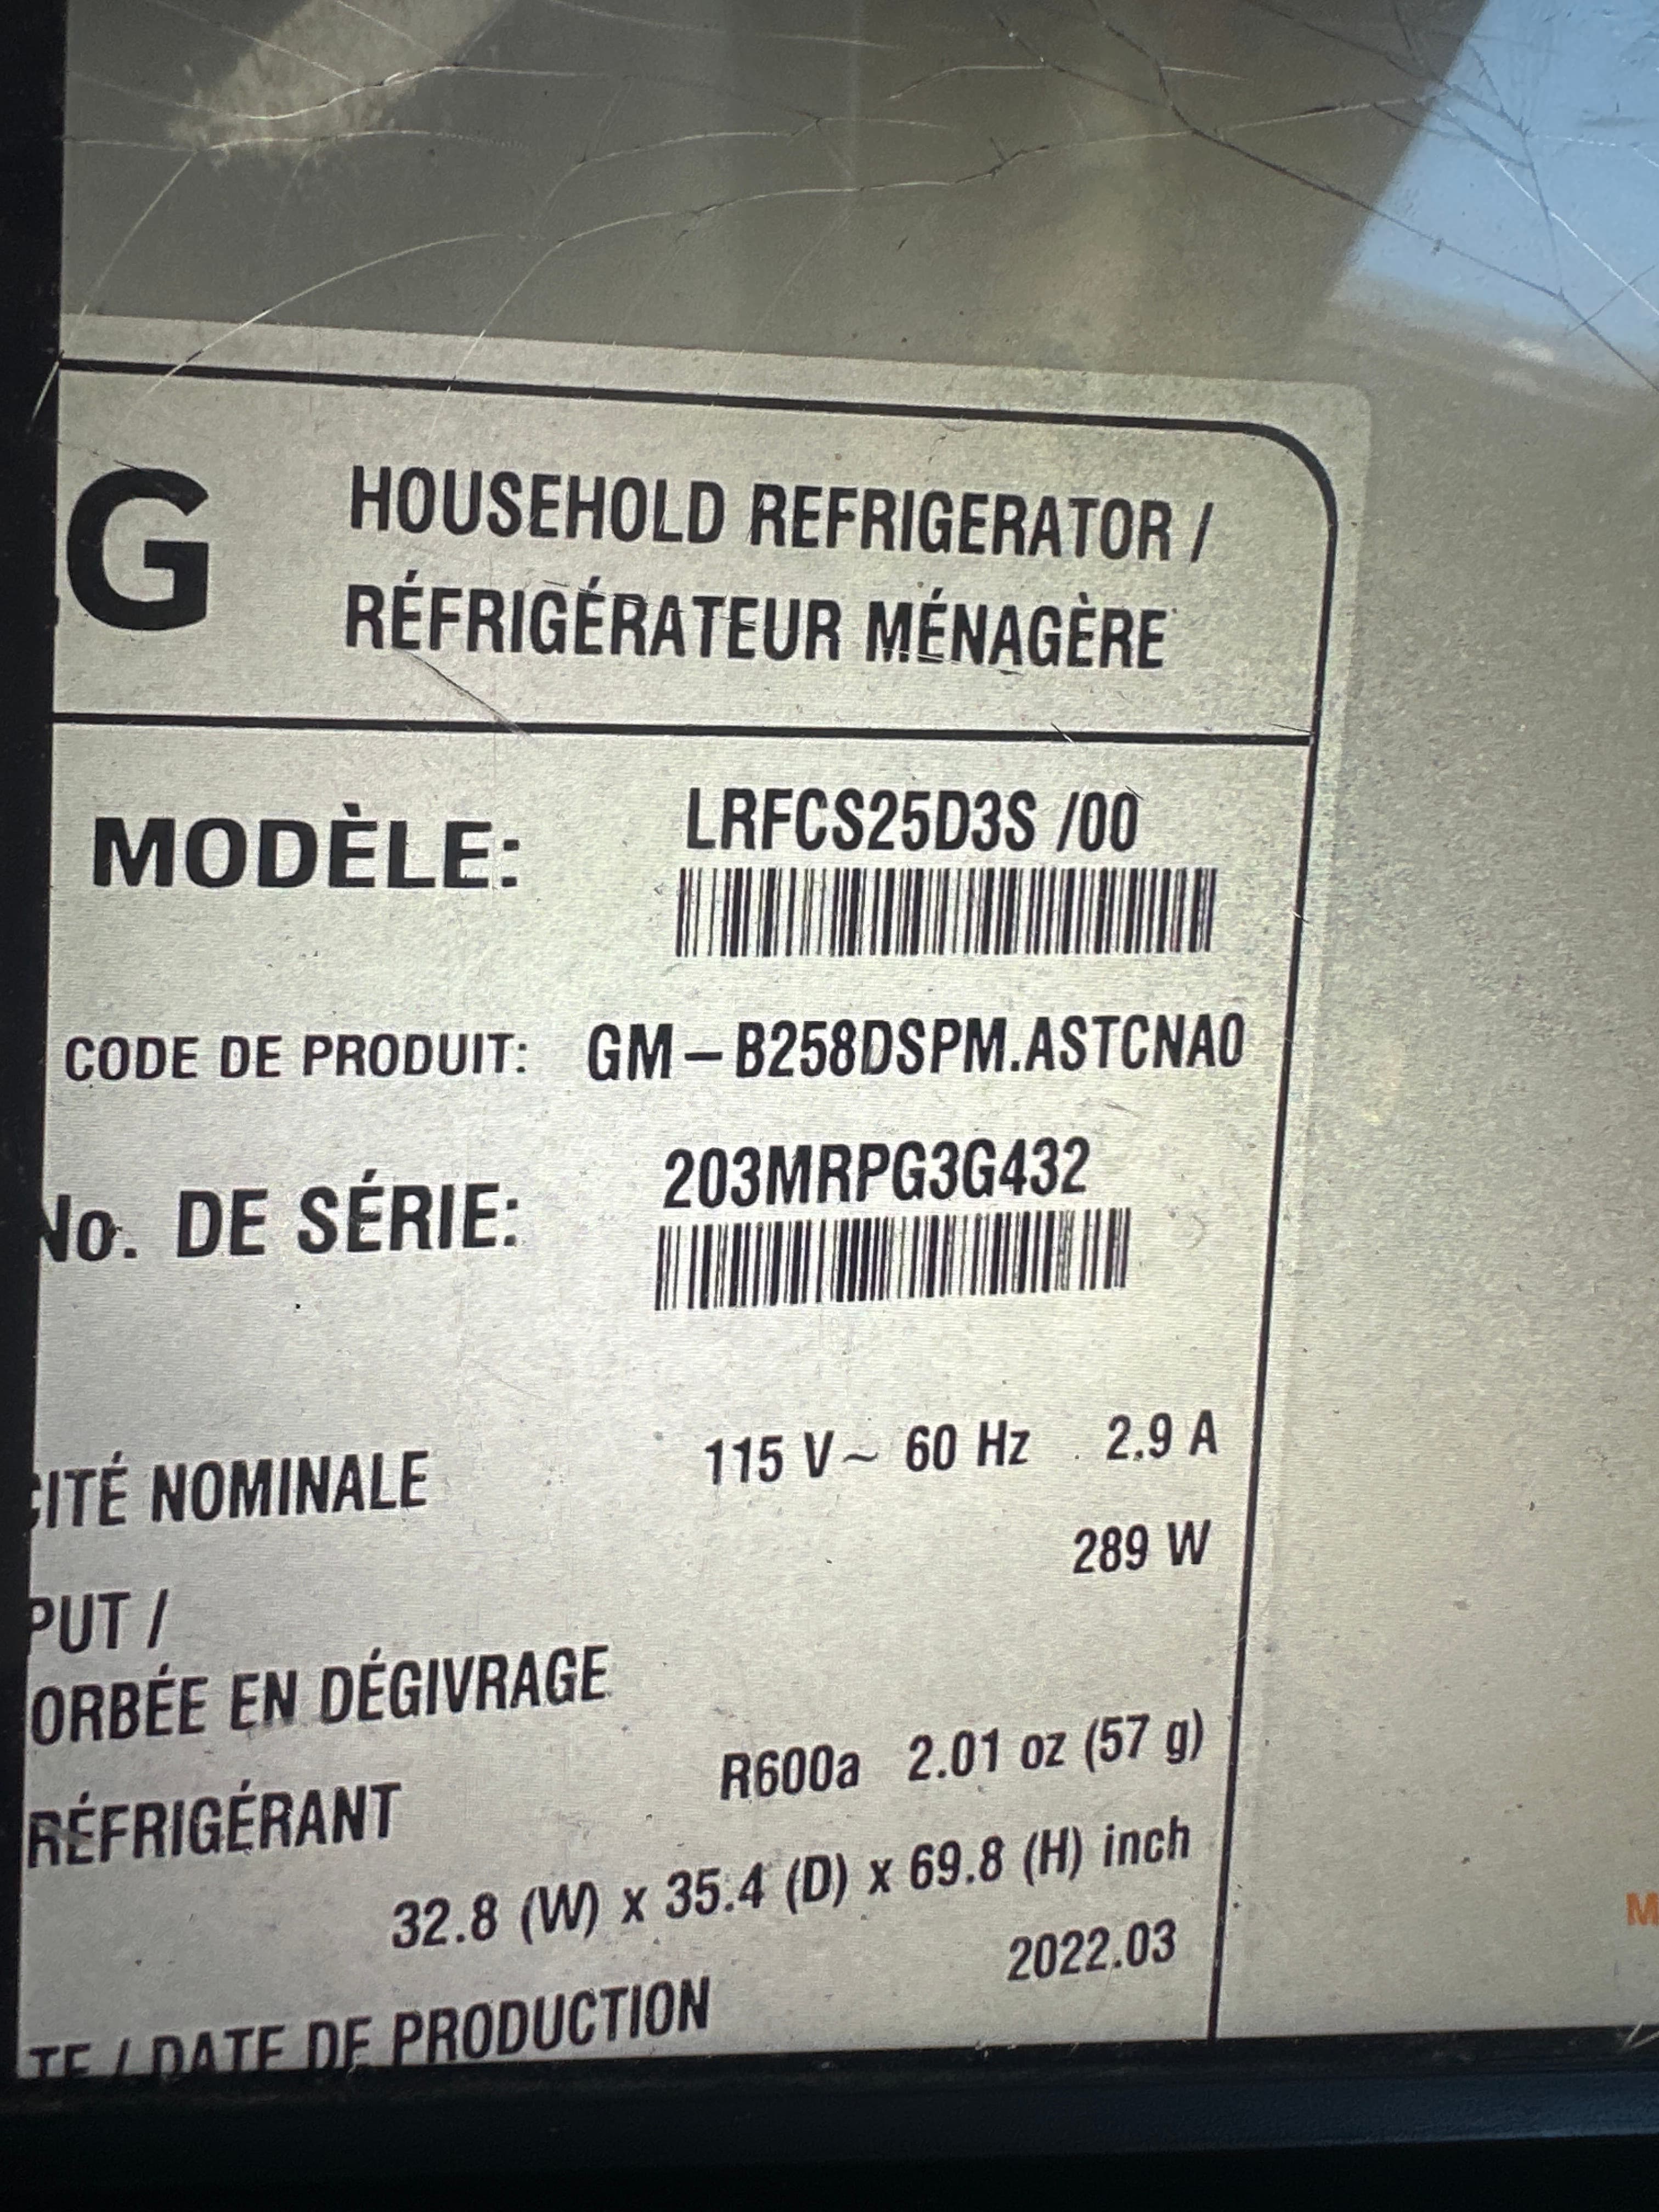 G HOUSEHOLD REFRIGERATOR /
RÉFRIGÉRATEUR MÉNAGÈRE
MODÈLE: LRFCS25D3S /00
CODE DE PRODUIT: GM–B258DSPM.ASTCNA0
No. DE SÉRIE: 203MRPG3G432
CITÉ NOMINALE 115 V~ 60 Hz 2.9 A
289 W
PUT /
ORBÉE EN DÉGIVRAGE
RÉFRIGÉRANT R600a 2.01 oz (57 g)
32.8 (W) x 35.4 (D) x 69.8 (H) inch
TE / DATE DE PRODUCTION 2022.03
M